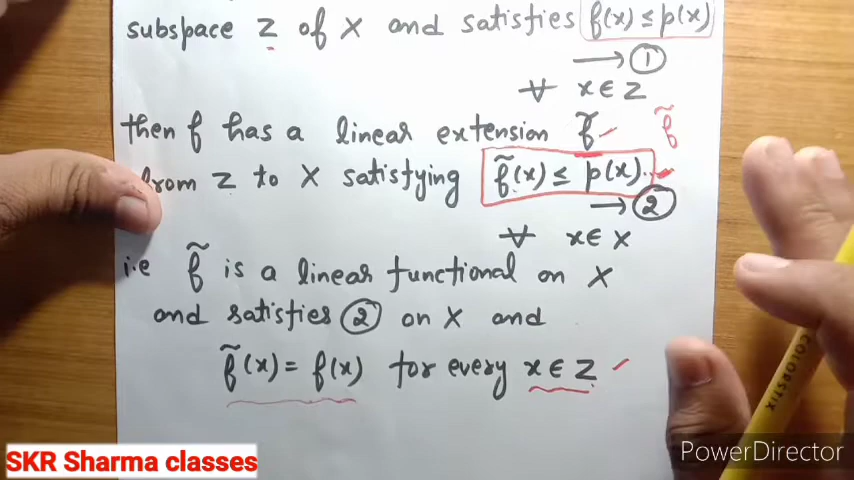 subspace Z of X and satisfies f(x) ≤ p(x)
→ ①
∀ x ∈ Z
then f has a linear extension f̃ f̃
from Z to X satisfying f̃(x) ≤ p(x).
→ ②
∀ x ∈ X
i.e f̃ is a linear functional on X
and satisfies ② on X and
f̃(x) = f(x) for every x ∈ Z
COLORSTIX
SKR Sharma classes
PowerDirector